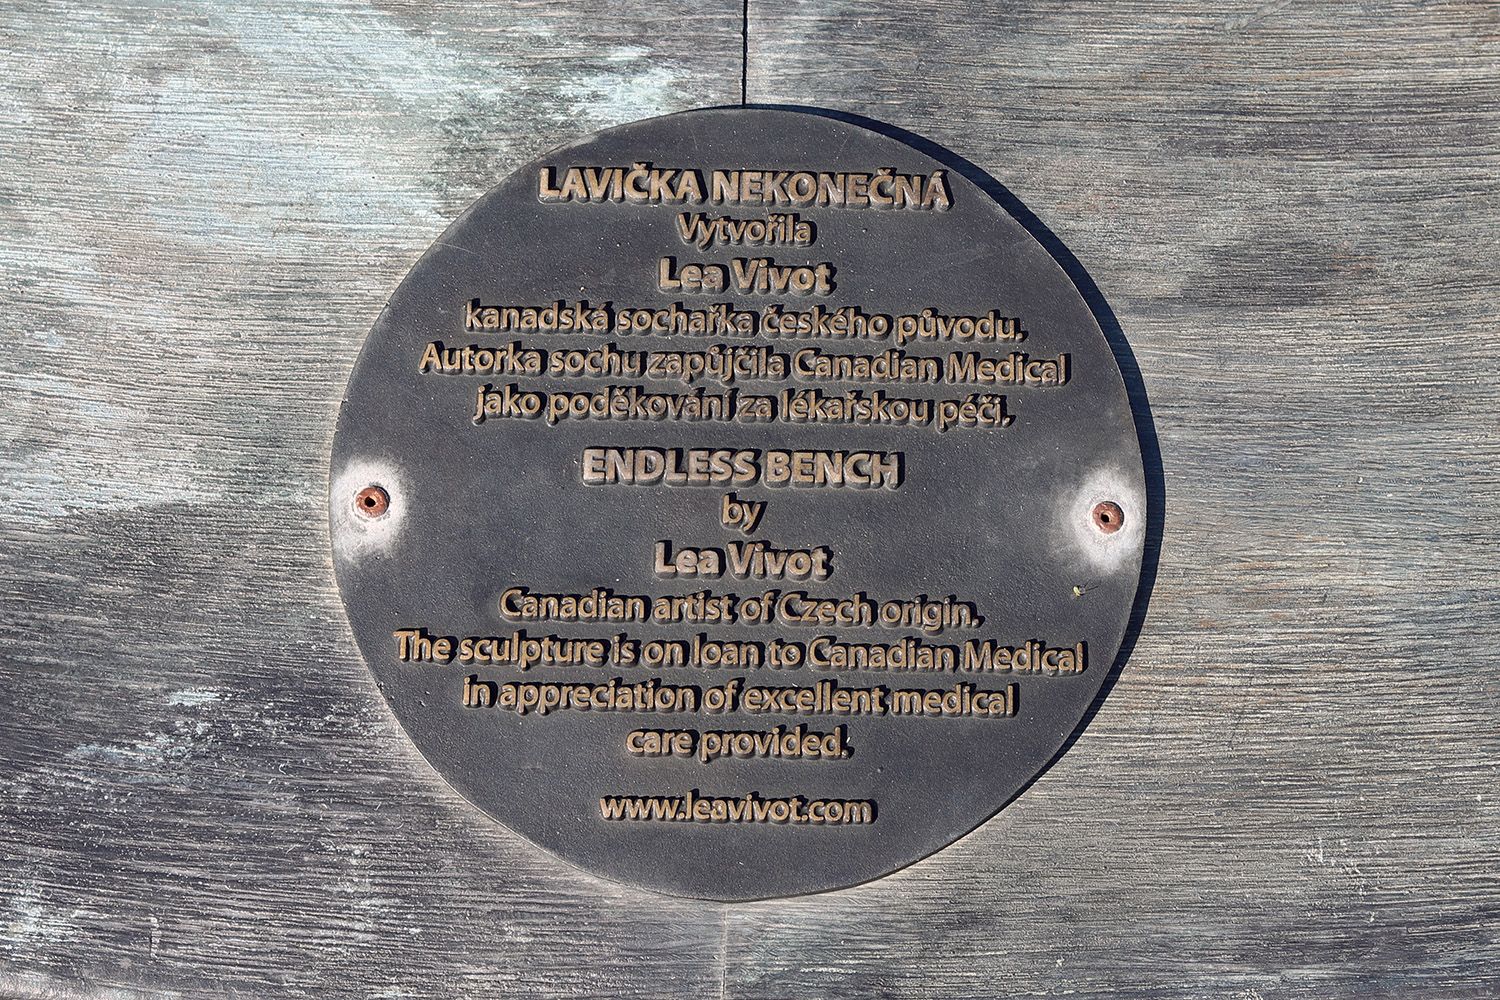 LAVIČKA NEKONEČNÁ
Vytvořila
Lea Vivot
kanadská sochařka českého původu.
Autorka sochu zapůjčila Canadian Medical
jako poděkování za lékařskou péči.
ENDLESS BENCH
by
Lea Vivot
Canadian artist of Czech origin.
The sculpture is on loan to Canadian Medical
in appreciation of excellent medical
care provided.
www.leavivot.com